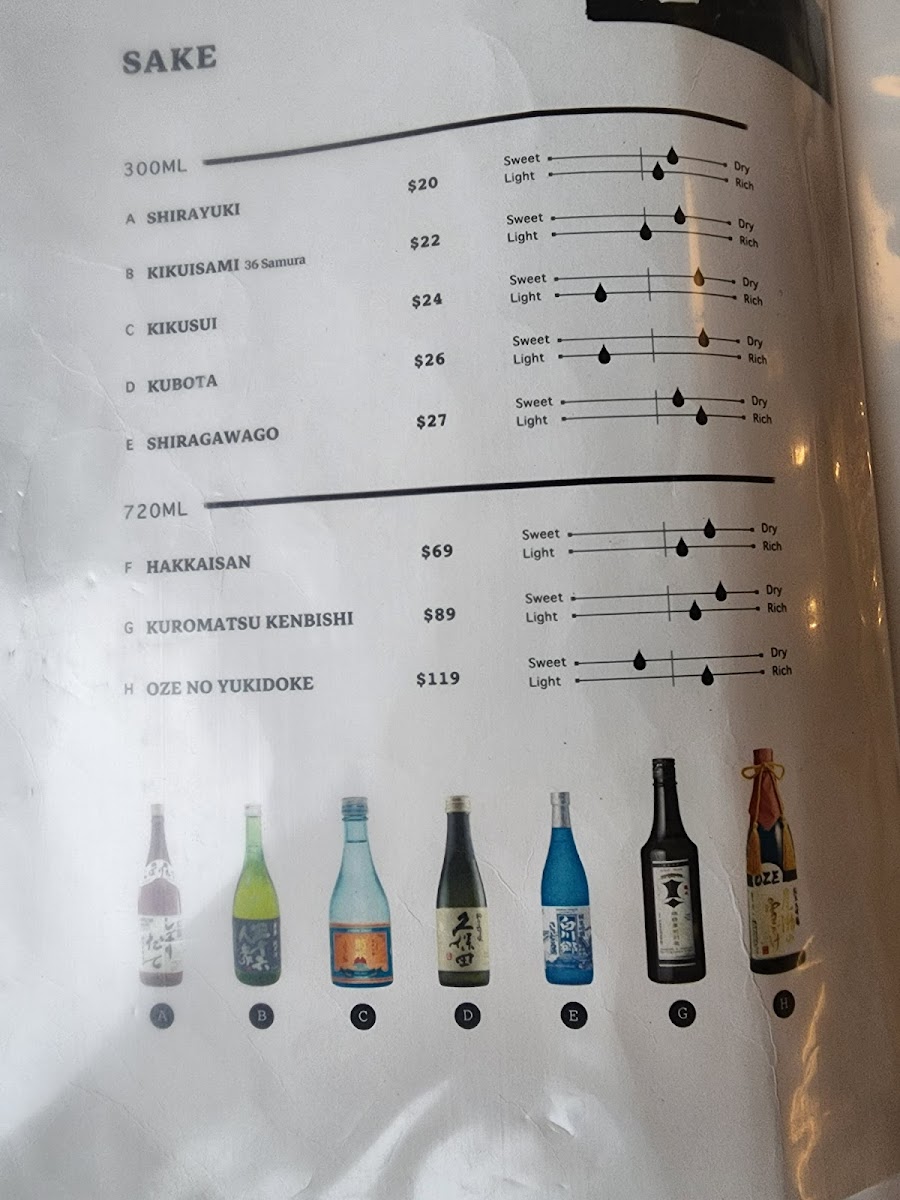 SAKE
300ML
A SHIRAYUKI $20 Sweet Dry
Light Rich
B KIKUISAMI 36 Samura $22 Sweet Dry
Light Rich
C KIKUSUI $24 Sweet Dry
Light Rich
D KUBOTA $26 Sweet Dry
Light Rich
E SHIRAGAWAGO $27 Sweet Dry
Light Rich
720ML
F HAKKAISAN $69 Sweet Dry
Light Rich
G KUROMATSU KENBISHI $89 Sweet Dry
Light Rich
H OZE NO YUKIDOKE $119 Sweet Dry
Light Rich
久保田
白川郷
OZE
A B C D E G H